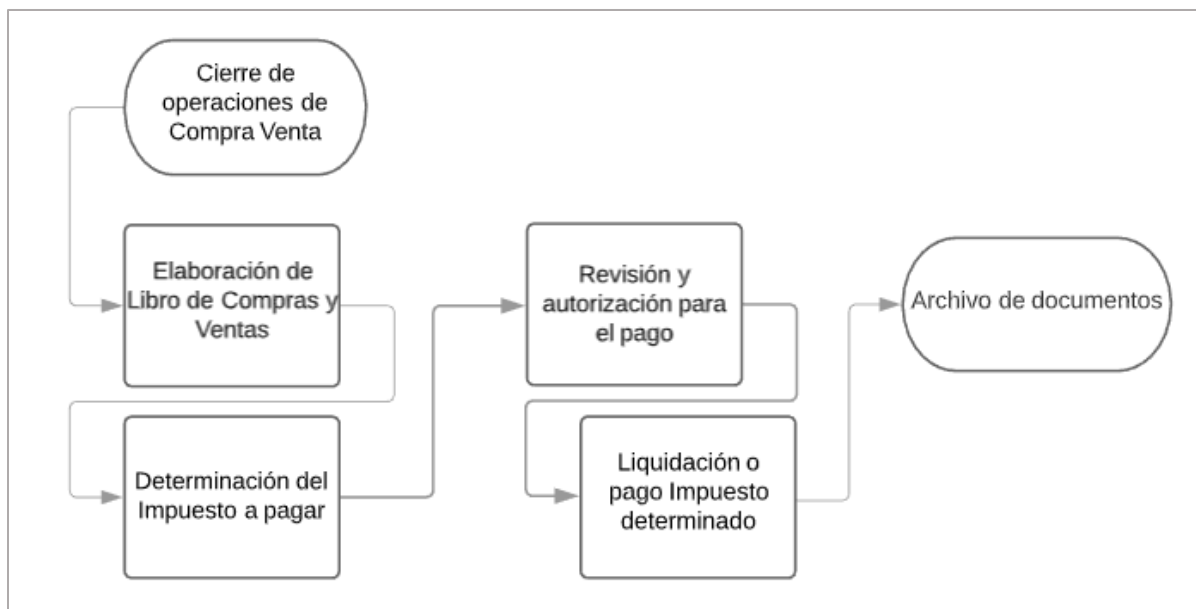 Cierre de
operaciones de
Compra Venta
Elaboración de
Libro de Compras y
Ventas
Determinación del
Impuesto a pagar
Revisión y
autorización para
el pago
Liquidación o
pago Impuesto
determinado
Archivo de documentos